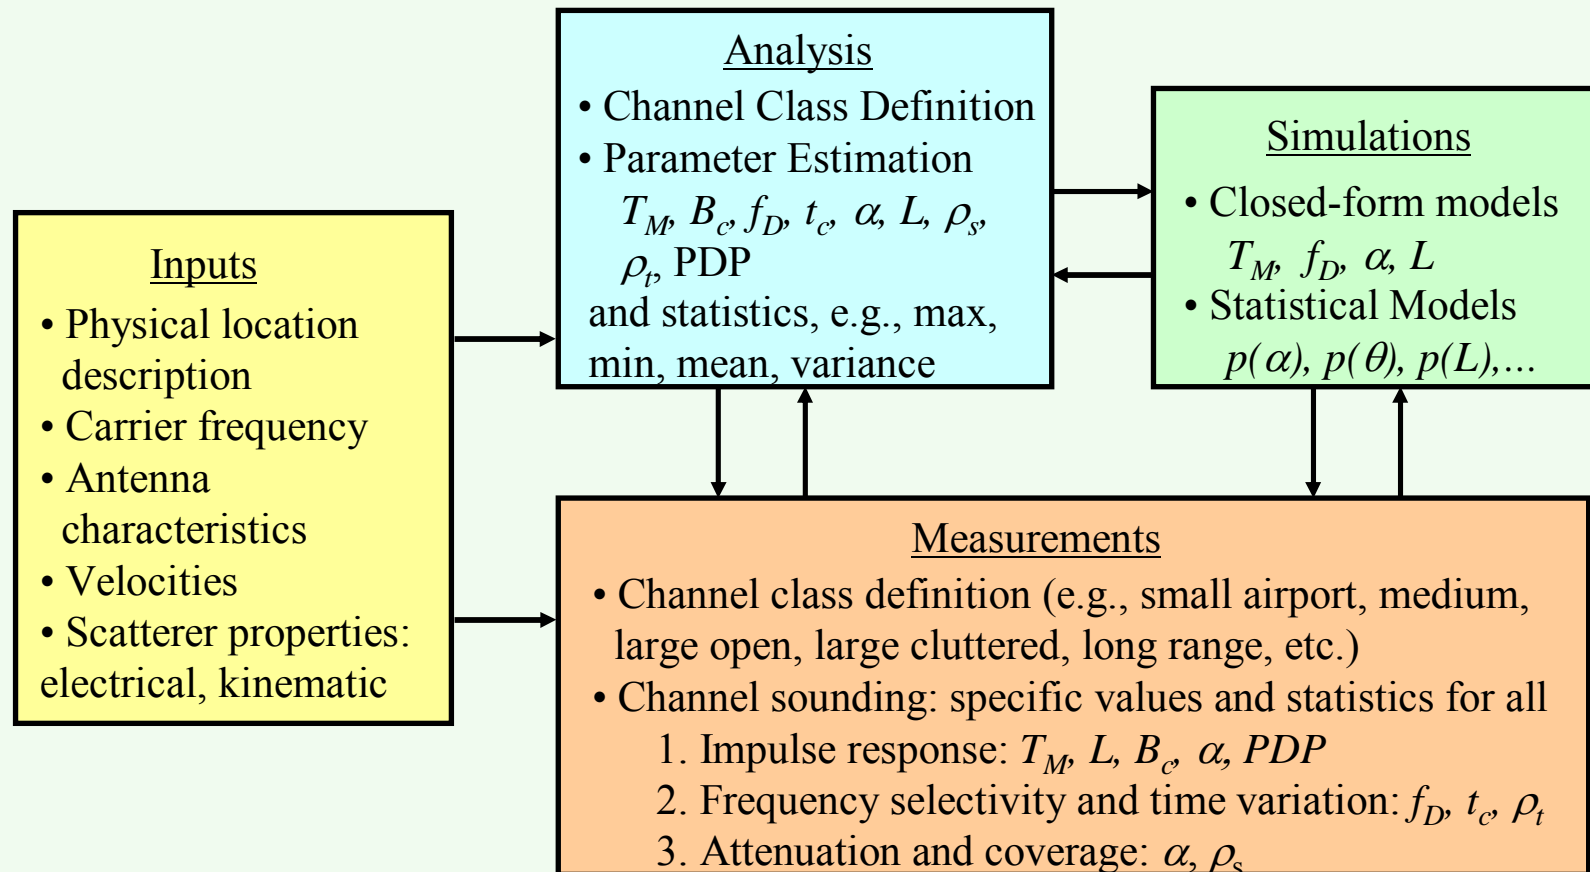 Inputs
• Physical location
description
• Carrier frequency
• Antenna
characteristics
• Velocities
• Scatterer properties:
electrical, kinematic
Analysis
• Channel Class Definition
• Parameter Estimation
T_M, B_c, f_D, t_c, α, L, ρ_s,
ρ_t, PDP
and statistics, e.g., max,
min, mean, variance
Simulations
• Closed-form models
T_M, f_D, α, L
• Statistical Models
p(α), p(θ), p(L),...
Measurements
• Channel class definition (e.g., small airport, medium,
large open, large cluttered, long range, etc.)
• Channel sounding: specific values and statistics for all
1. Impulse response: T_M, L, B_c, α, PDP
2. Frequency selectivity and time variation: f_D, t_c, ρ_t
3. Attenuation and coverage: α, ρ_s